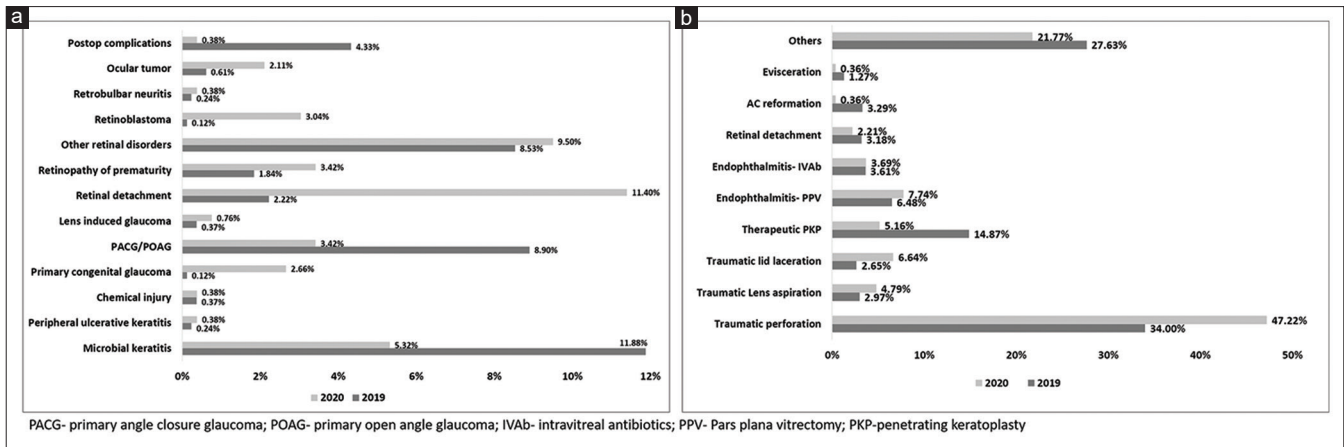 a
Postop complications 0.38% 4.33%
Ocular tumor 2.11% 0.61%
Retrobulbar neuritis 0.38% 0.24%
Retinoblastoma 3.04% 0.12%
Other retinal disorders 9.50% 8.53%
Retinopathy of prematurity 3.42% 1.84%
Retinal detachment 11.40% 2.22%
Lens induced glaucoma 0.76% 0.37%
PACG/POAG 3.42% 8.90%
Primary congenital glaucoma 2.66% 0.12%
Chemical injury 0.38% 0.37%
Peripheral ulcerative keratitis 0.38% 0.24%
Microbial keratitis 5.32% 11.88%
0% 2% 4% 6% 8% 10% 12%
2020 2019
b
Others 21.77% 27.63%
Evisceration 0.36% 1.27%
AC reformation 0.36% 3.29%
Retinal detachment 2.21% 3.18%
Endophthalmitis- IVAb 3.69% 3.61%
Endophthalmitis- PPV 7.74% 6.48%
Therapeutic PKP 5.16% 14.87%
Traumatic lid laceration 6.64% 2.65%
Traumatic Lens aspiration 4.79% 2.97%
Traumatic perforation 47.22% 34.00%
0% 10% 20% 30% 40% 50%
2020 2019
PACG- primary angle closure glaucoma; POAG- primary open angle glaucoma; IVAb- intravitreal antibiotics; PPV- Pars plana vitrectomy; PKP-penetrating keratoplasty